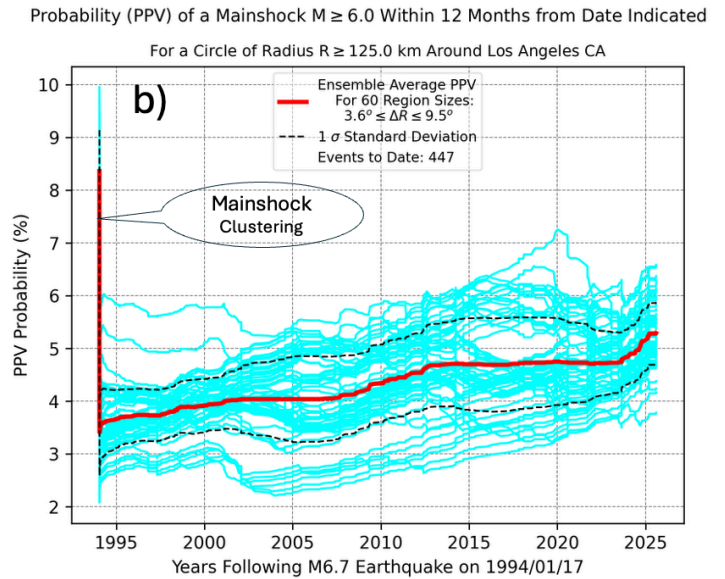 Probability (PPV) of a Mainshock M ≥ 6.0 Within 12 Months from Date Indicated
For a Circle of Radius R ≥ 125.0 km Around Los Angeles CA
b)
Ensemble Average PPV
For 60 Region Sizes:
3.6° ≤ ΔR ≤ 9.5°
1 σ Standard Deviation
Events to Date: 447
Mainshock
Clustering
PPV Probability (%)
10
9
8
7
6
5
4
3
2
1995
2000
2005
2010
2015
2020
2025
Years Following M6.7 Earthquake on 1994/01/17